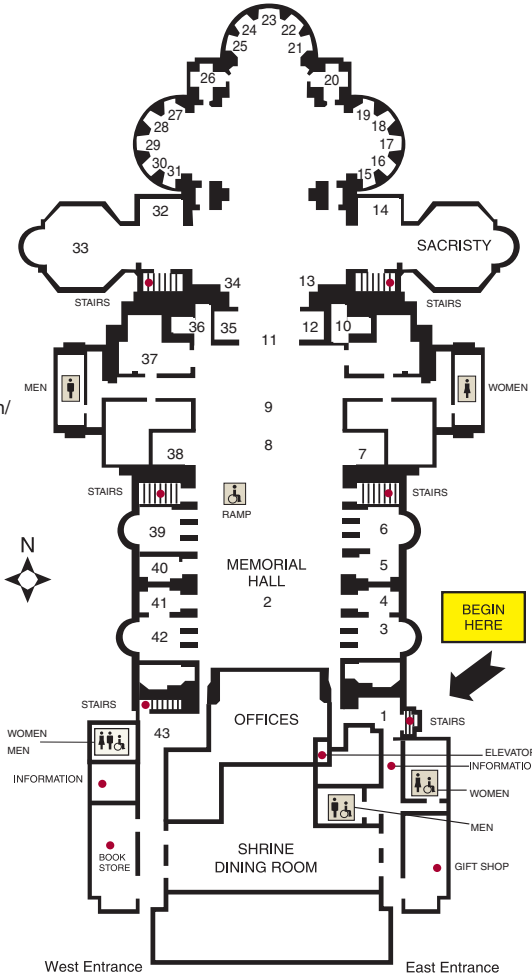 23
24
22
25
21
26
20
27
19
28
18
29
17
30
16
31
15
32
14
33
SACRISTY
34
13
STAIRS
STAIRS
36
35
12
10
11
37
MEN
WOMEN
n/
9
8
38
7
STAIRS
STAIRS
RAMP
39
6
N
MEMORIAL
HALL
2
40
5
41
4
42
3
BEGIN
HERE
STAIRS
OFFICES
1
STAIRS
43
WOMEN
MEN
ELEVATOR
INFORMATION
INFORMATION
WOMEN
MEN
SHRINE
DINING ROOM
BOOK
STORE
GIFT SHOP
West Entrance
East Entrance